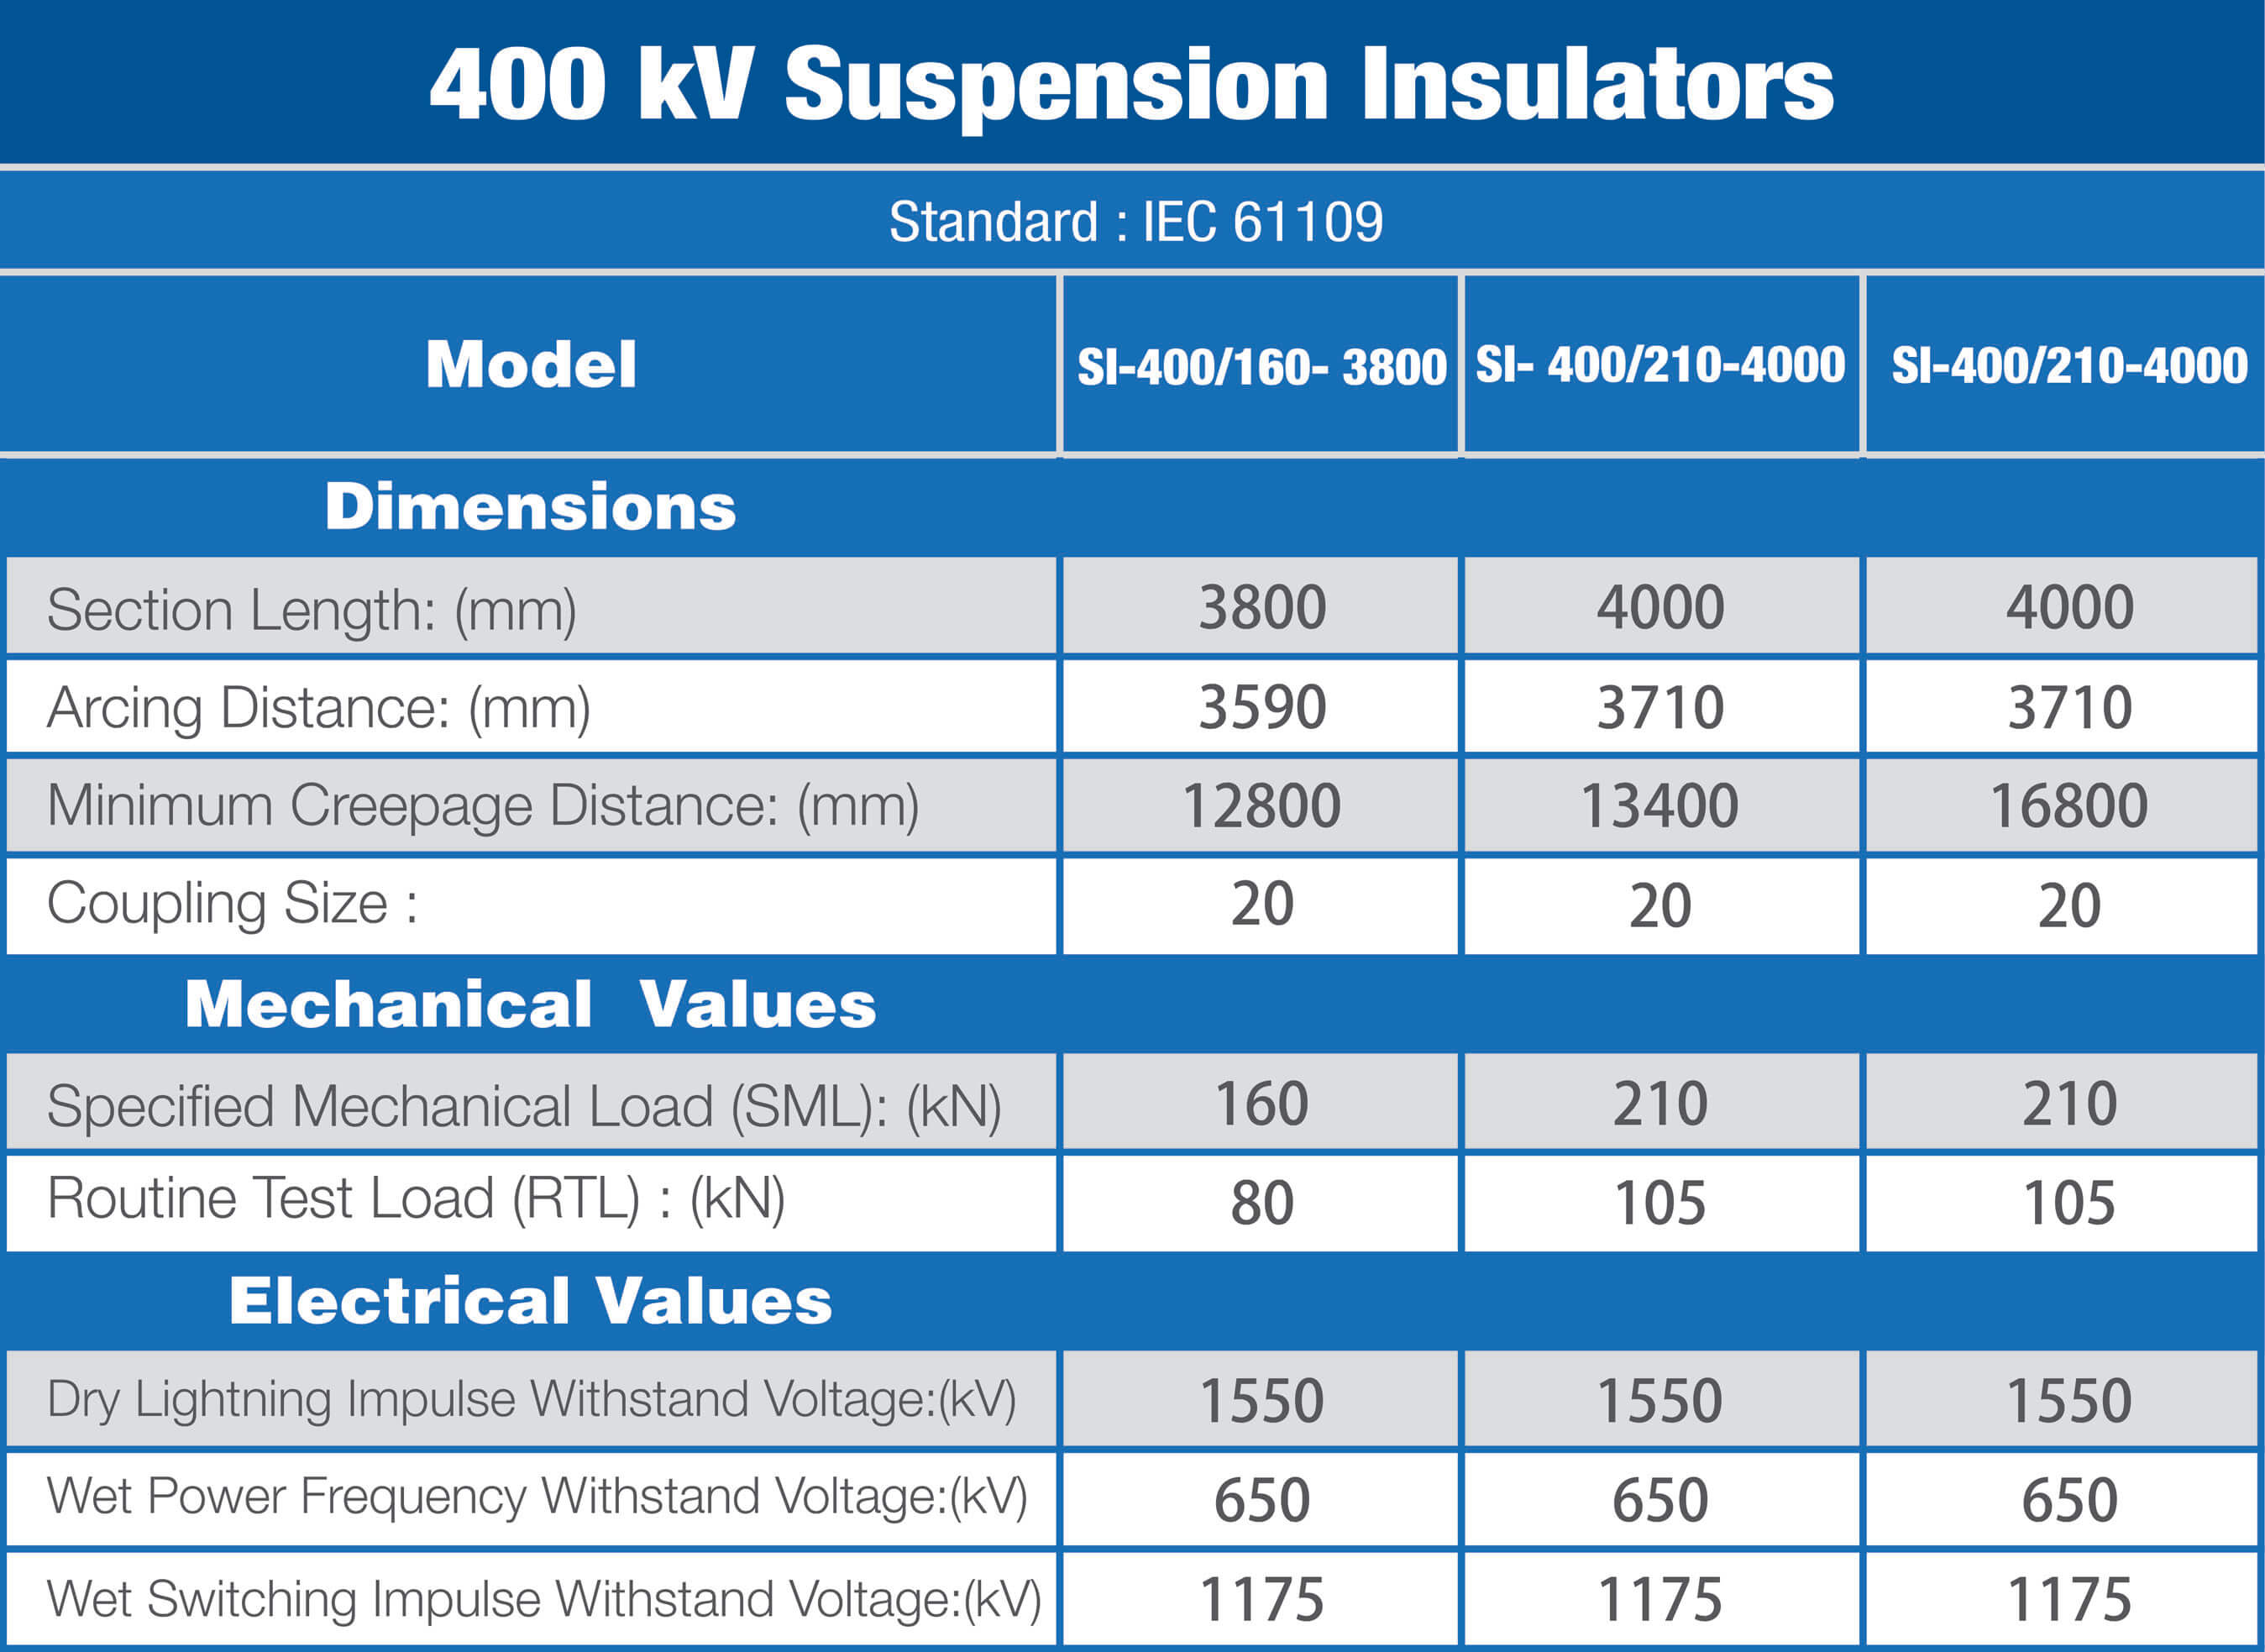 400 kV Suspension Insulators
Standard : IEC 61109
Model SI-400/160- 3800 SI- 400/210-4000 SI-400/210-4000
Dimensions
Section Length: (mm) 3800 4000 4000
Arcing Distance: (mm) 3590 3710 3710
Minimum Creepage Distance: (mm) 12800 13400 16800
Coupling Size : 20 20 20
Mechanical Values
Specified Mechanical Load (SML): (kN) 160 210 210
Routine Test Load (RTL) : (kN) 80 105 105
Electrical Values
Dry Lightning Impulse Withstand Voltage:(kV) 1550 1550 1550
Wet Power Frequency Withstand Voltage:(kV) 650 650 650
Wet Switching Impulse Withstand Voltage:(kV) 1175 1175 1175